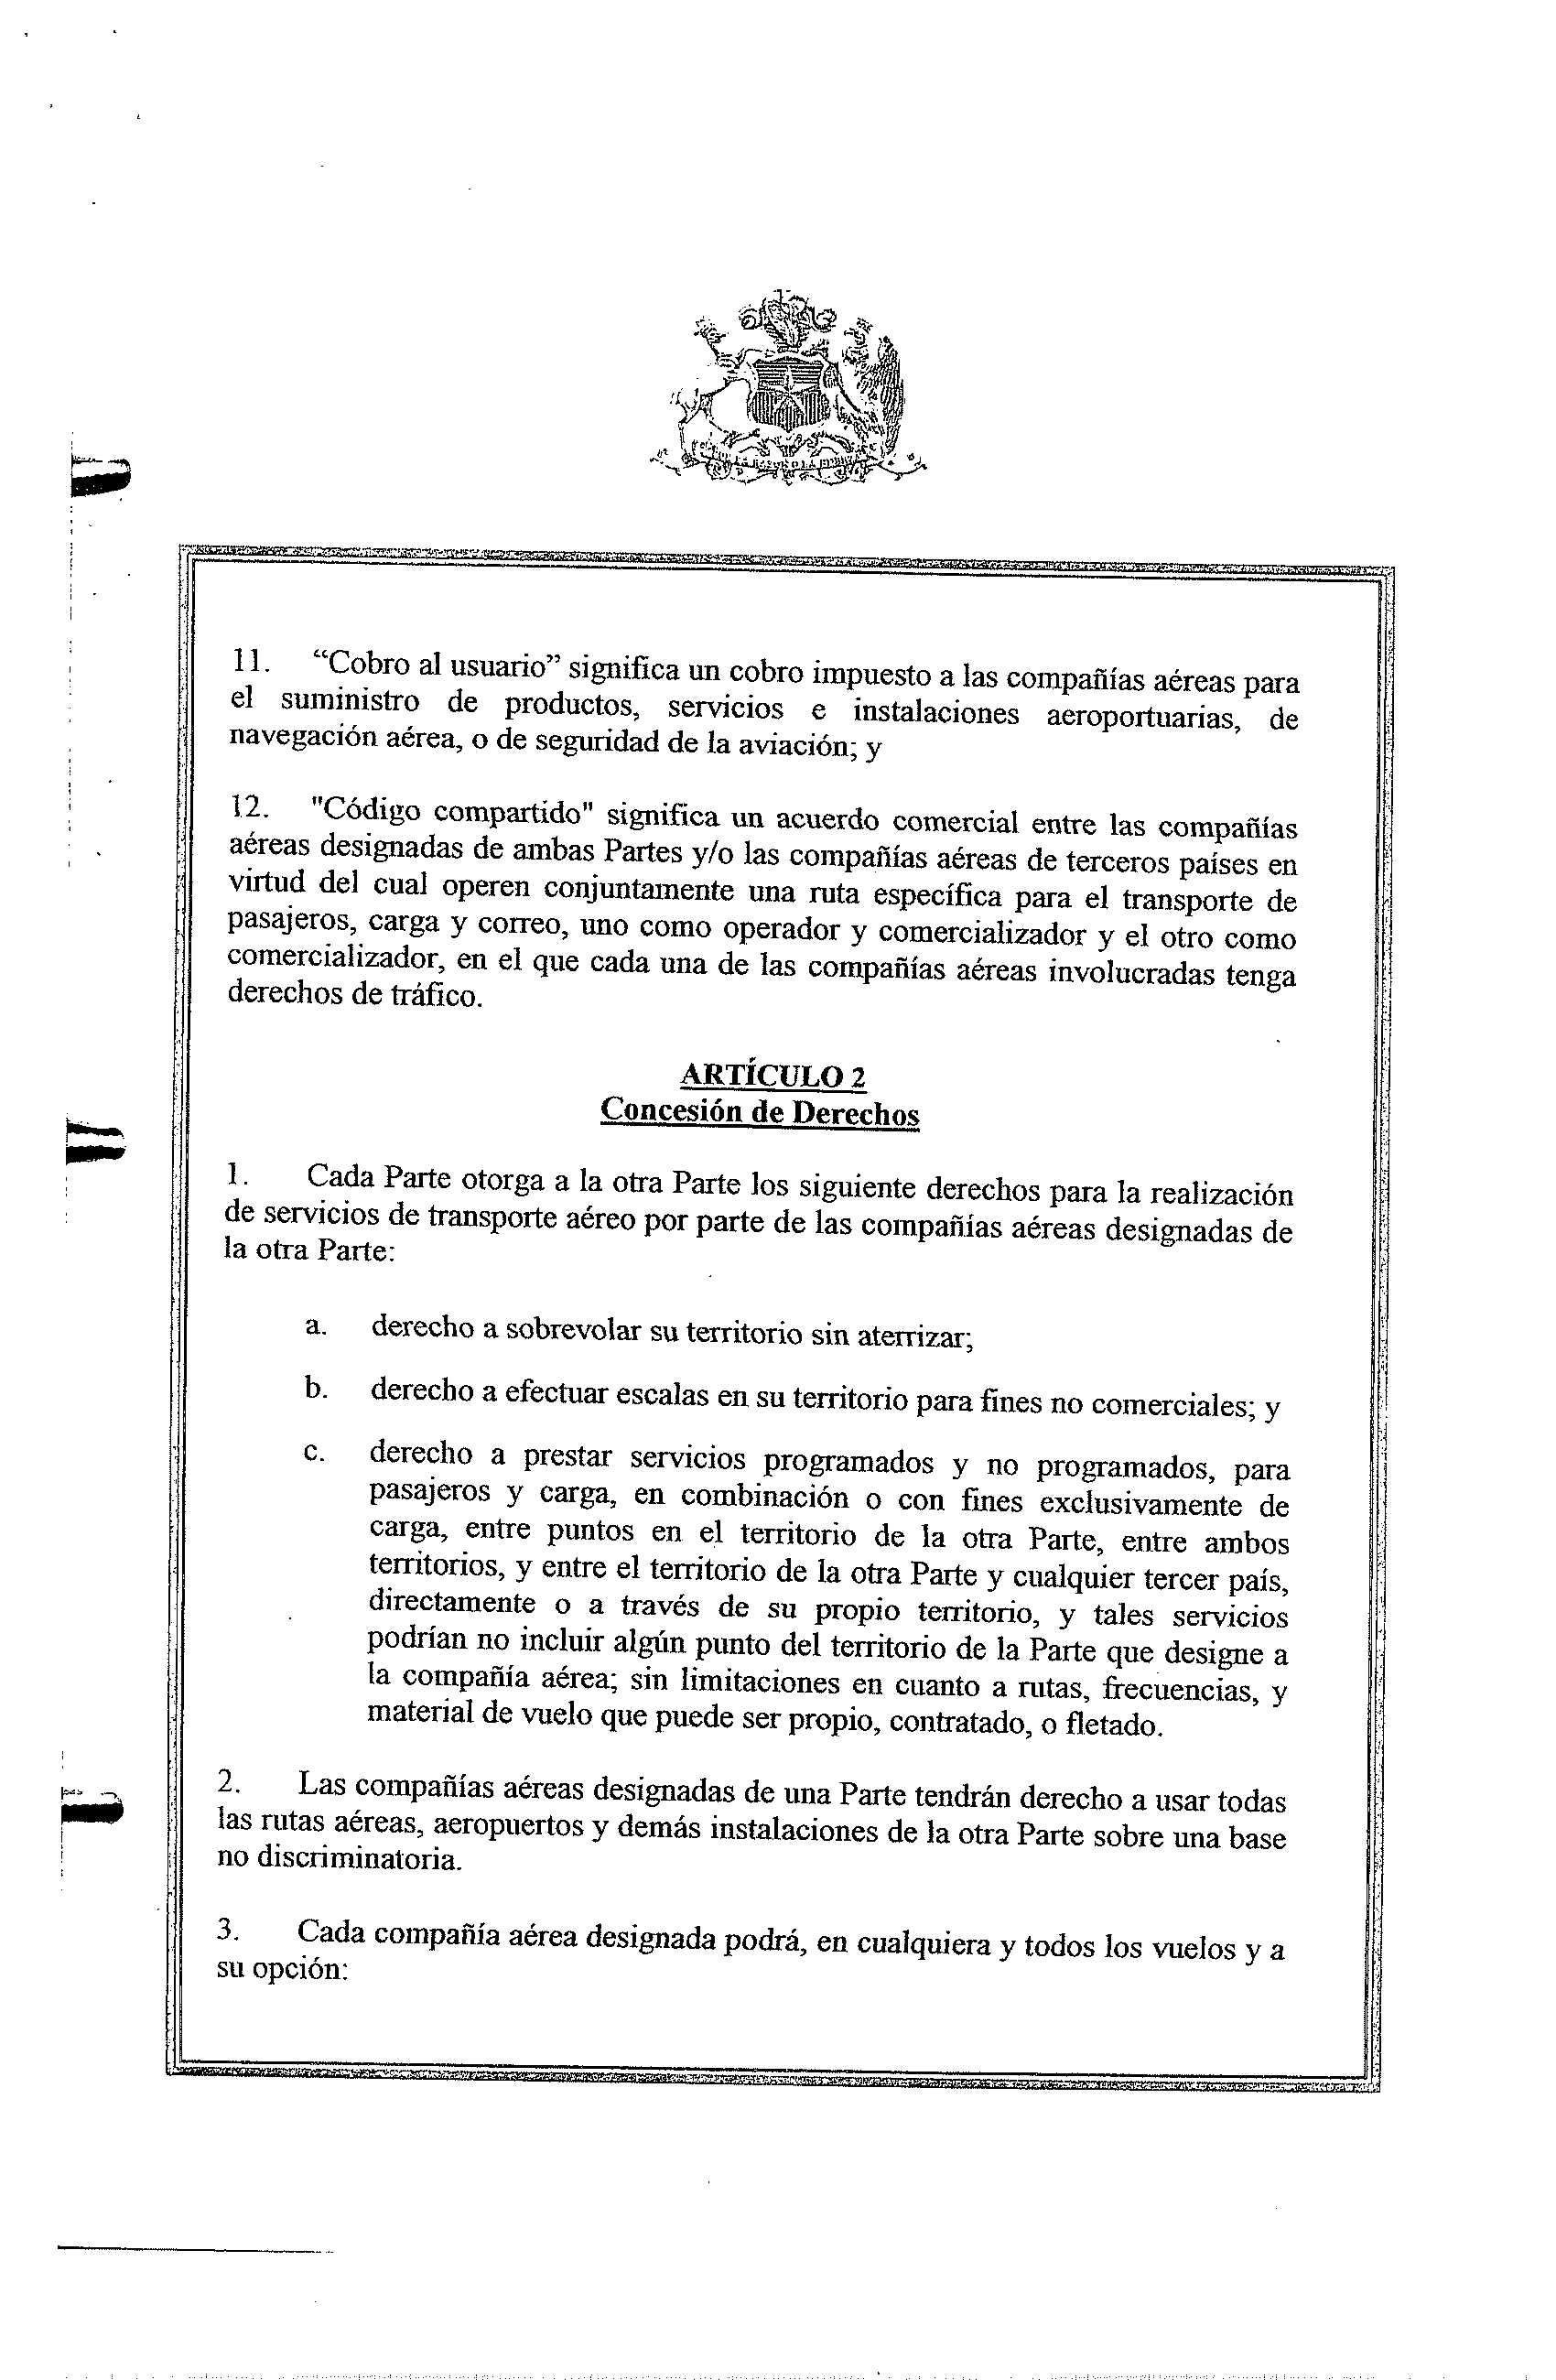 11. “Cobro al usuario” significa un cobro impuesto a las compañías aéreas para
el suministro de productos, servicios e instalaciones aeroportuarias, de
navegación aérea, o de seguridad de la aviación; y
12. "Código compartido" significa un acuerdo comercial entre las compañías
aéreas designadas de ambas Partes y/o las compañías aéreas de terceros países en
virtud del cual operen conjuntamente una ruta específica para el transporte de
pasajeros, carga y correo, uno como operador y comercializador y el otro como
comercializador, en el que cada una de las compañías aéreas involucradas tenga
derechos de tráfico.
ARTÍCULO 2
Concesión de Derechos
1. Cada Parte otorga a la otra Parte los siguiente derechos para la realización
de servicios de transporte aéreo por parte de las compañías aéreas designadas de
la otra Parte:
a. derecho a sobrevolar su territorio sin aterrizar;
b. derecho a efectuar escalas en su territorio para fines no comerciales; y
c. derecho a prestar servicios programados y no programados, para
pasajeros y carga, en combinación o con fines exclusivamente de
carga, entre puntos en el territorio de la otra Parte, entre ambos
territorios, y entre el territorio de la otra Parte y cualquier tercer país,
directamente o a través de su propio territorio, y tales servicios
podrían no incluir algún punto del territorio de la Parte que designe a
la compañía aérea; sin limitaciones en cuanto a rutas, frecuencias, y
material de vuelo que puede ser propio, contratado, o fletado.
2. Las compañías aéreas designadas de una Parte tendrán derecho a usar todas
las rutas aéreas, aeropuertos y demás instalaciones de la otra Parte sobre una base
no discriminatoria.
3. Cada compañía aérea designada podrá, en cualquiera y todos los vuelos y a
su opción: